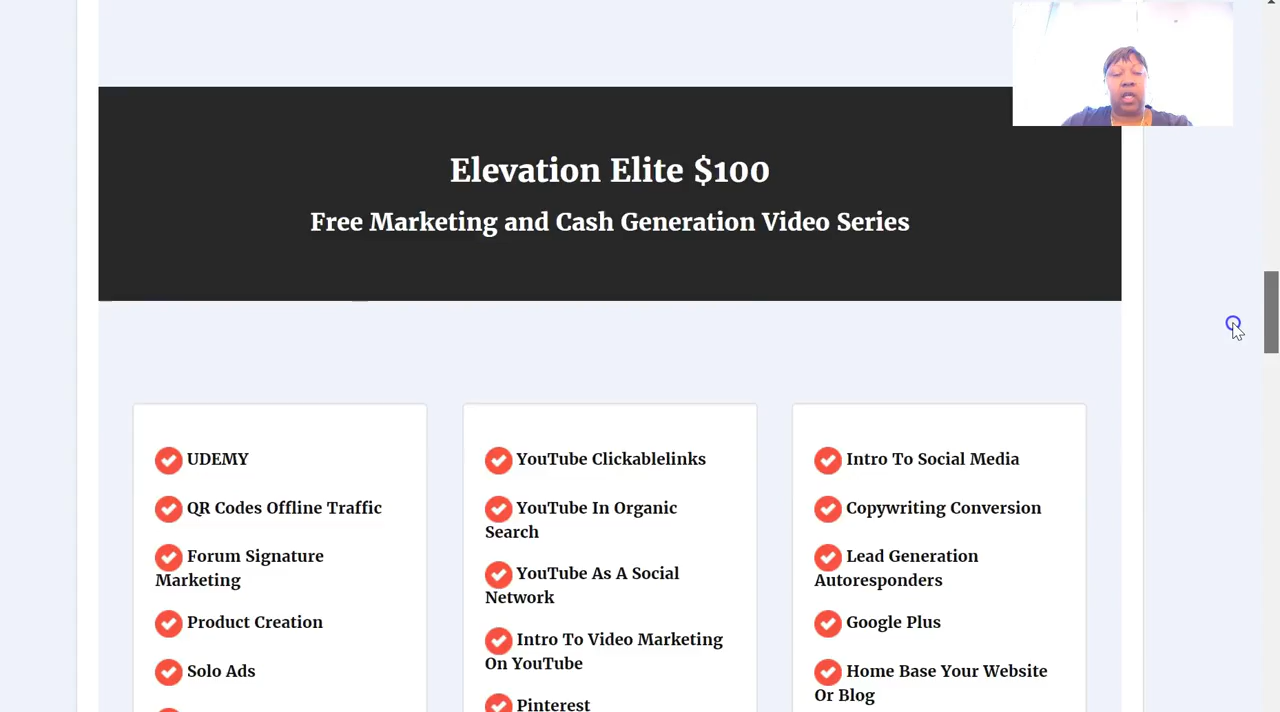 Elevation Elite $100
Free Marketing and Cash Generation Video Series
UDEMY
QR Codes Offline Traffic
Forum Signature
Marketing
Product Creation
Solo Ads
YouTube Clickablelinks
YouTube In Organic
Search
YouTube As A Social
Network
Intro To Video Marketing
On YouTube
Pinterest
Intro To Social Media
Copywriting Conversion
Lead Generation
Autoresponders
Google Plus
Home Base Your Website
Or Blog